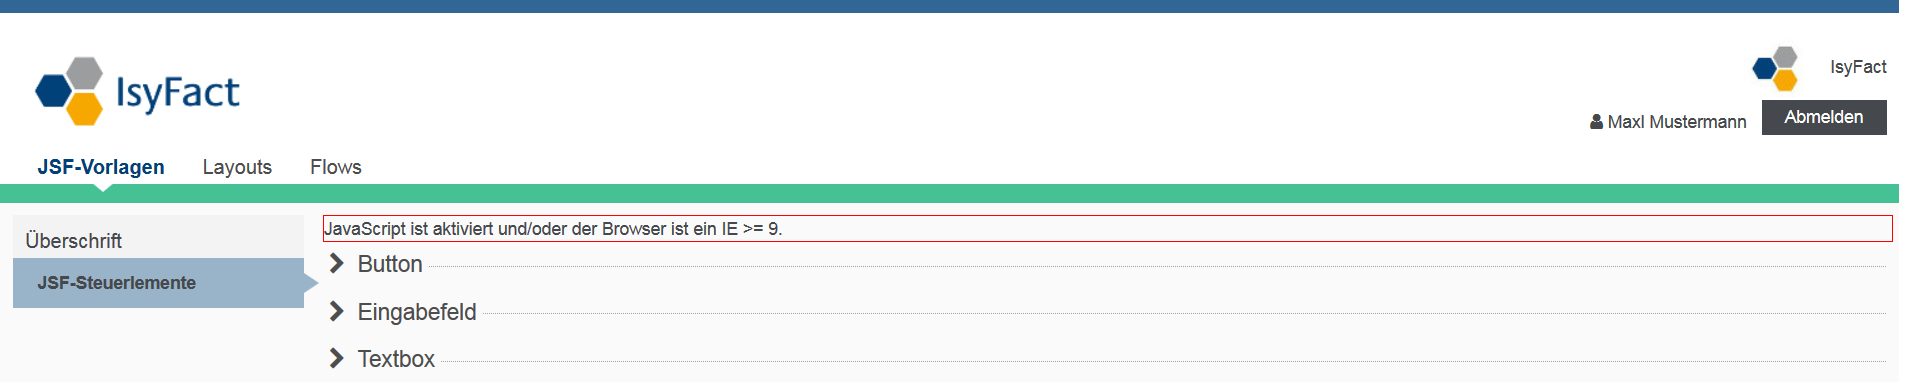 IsyFact
IsyFact
Maxl Mustermann
Abmelden
JSF-Vorlagen Layouts Flows
Überschrift
JSF-Steuerlemente
JavaScript ist aktiviert und/oder der Browser ist ein IE >= 9.
Button
Eingabefeld
Textbox